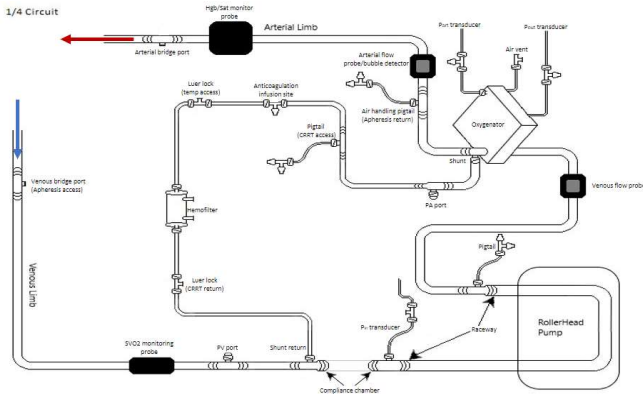 1/4 Circuit
Hgb/Sat monitor
probe
Arterial Limb
Arterial bridge port
Arterial flow
probe/bubble detector
Air vent
Oxygenator
Luer lock
(temp access)
Anticoagulation
infusion site
Air handling pigtail
(Apheresis return)
Pigtail
(CRRT access)
Shunt
PA port
Venous bridge port
(Apheresis access)
Venous flow probe
Hemofilter
Venous Limb
Luer lock
(CRRT return)
Pigtail
RollerHead
Pump
transducer
Raceway
SVO2 monitoring
probe
PV port
Shunt return
Compliance chamber